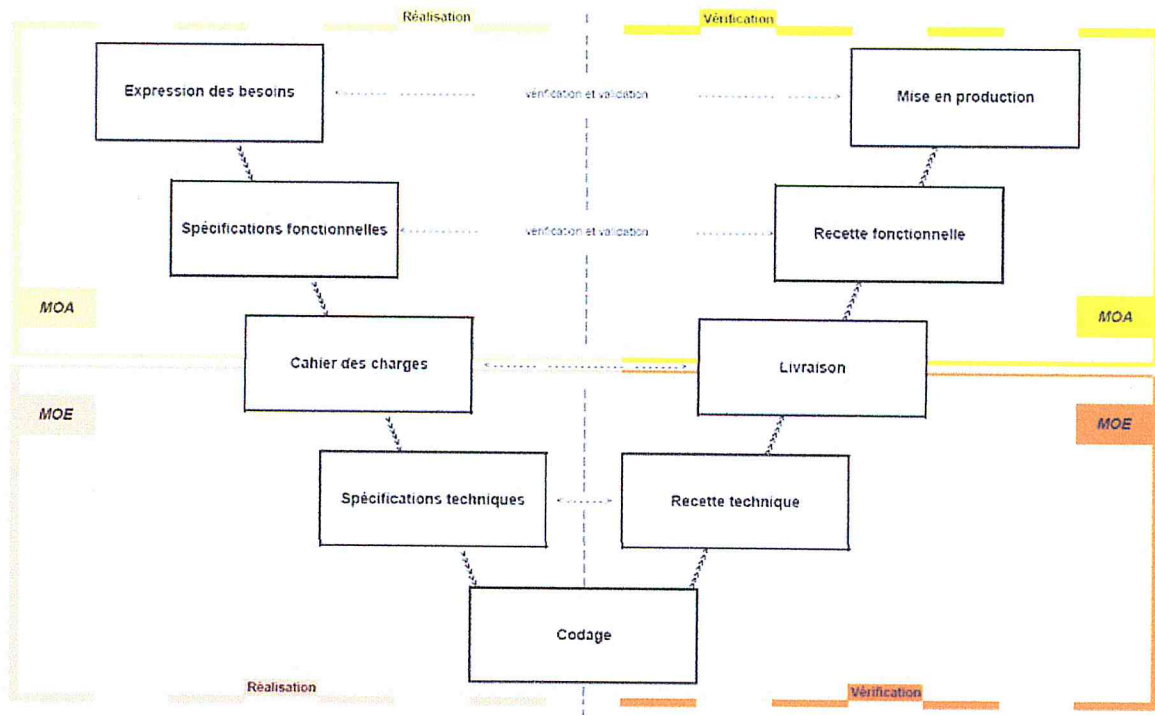 Réalisation
Vérification
Expression des besoins
vérification et validation
Mise en production
Spécifications fonctionnelles
vérification et validation
Recette fonctionnelle
MOA
MOA
Cahier des charges
Livraison
MOE
MOE
Spécifications techniques
Recette technique
Codage
Réalisation
Vérification